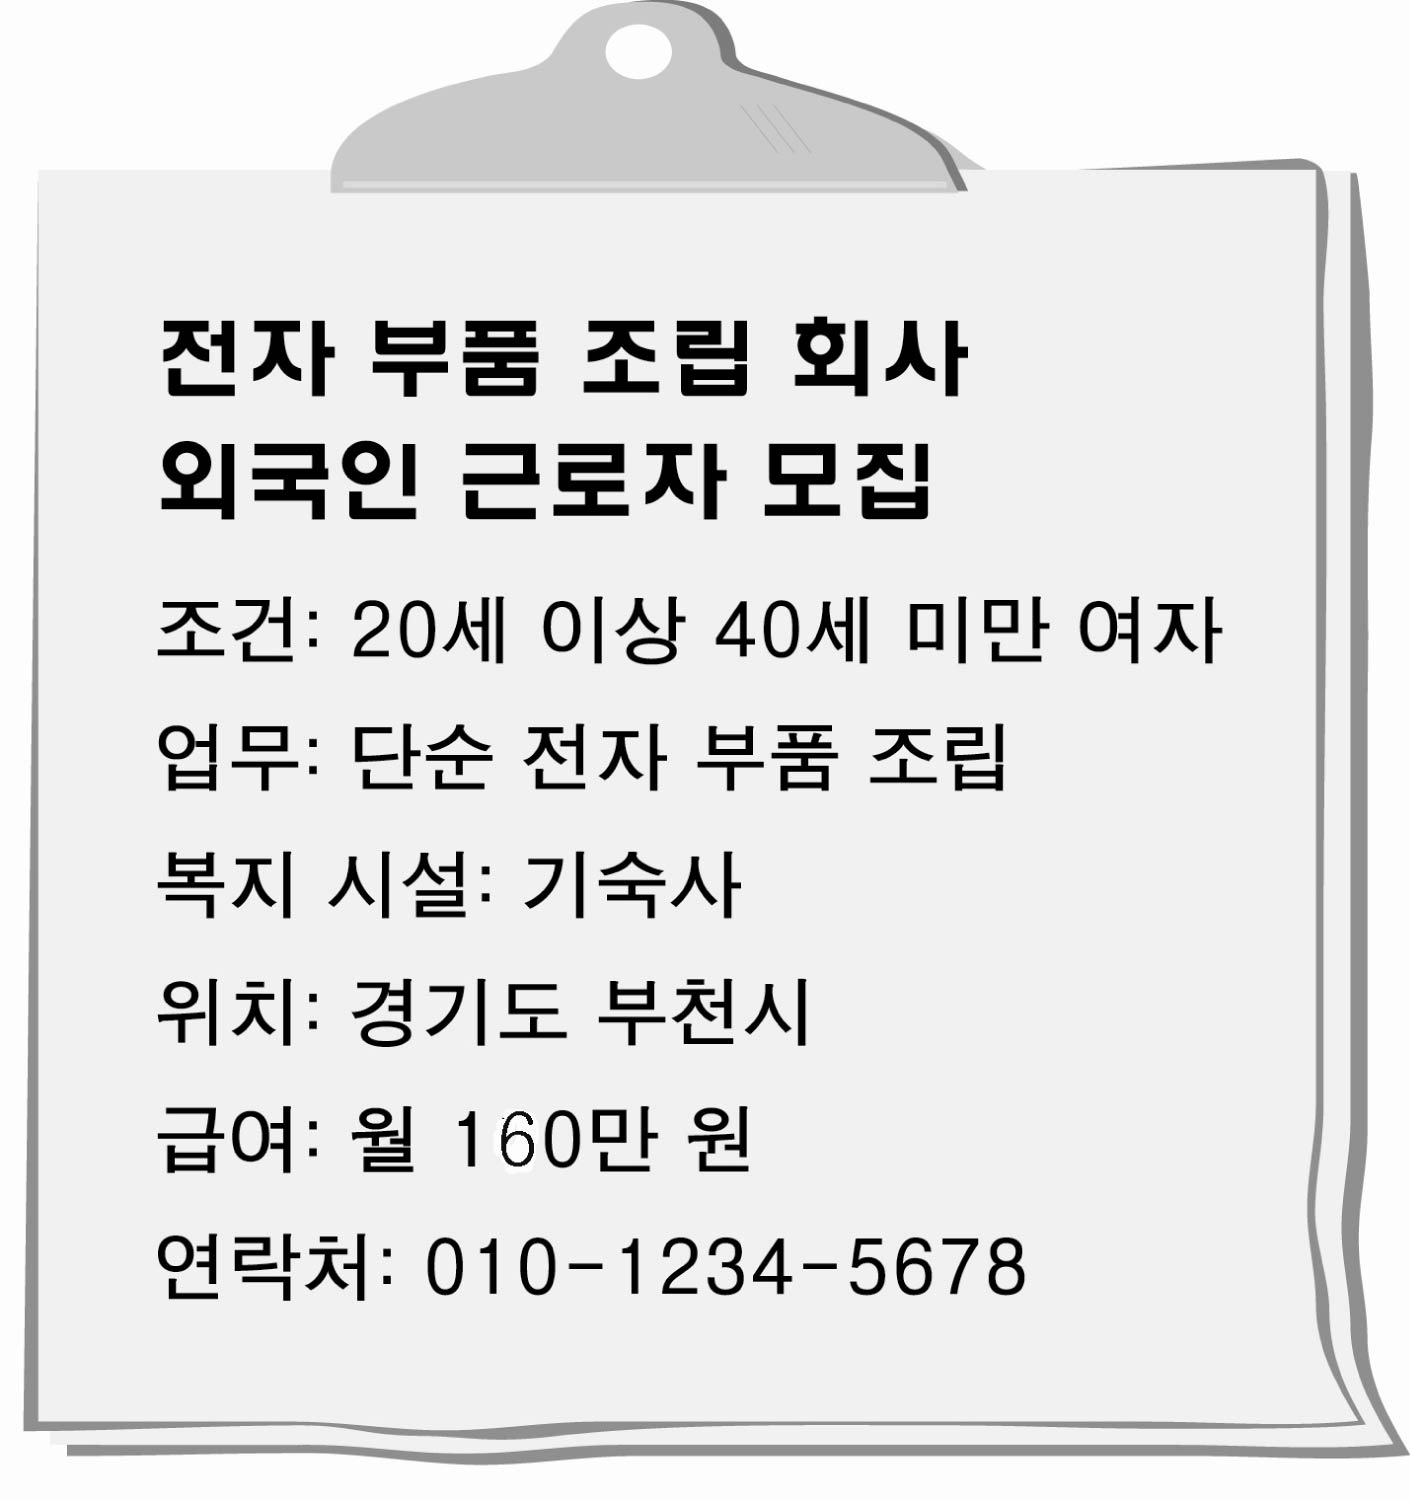 전자 부품 조립 회사
외국인 근로자 모집
조건: 20세 이상 40세 미만 여자
업무: 단순 전자 부품 조립
복지 시설: 기숙사
위치: 경기도 부천시
급여: 월 160만 원
연락처: 010-1234-5678